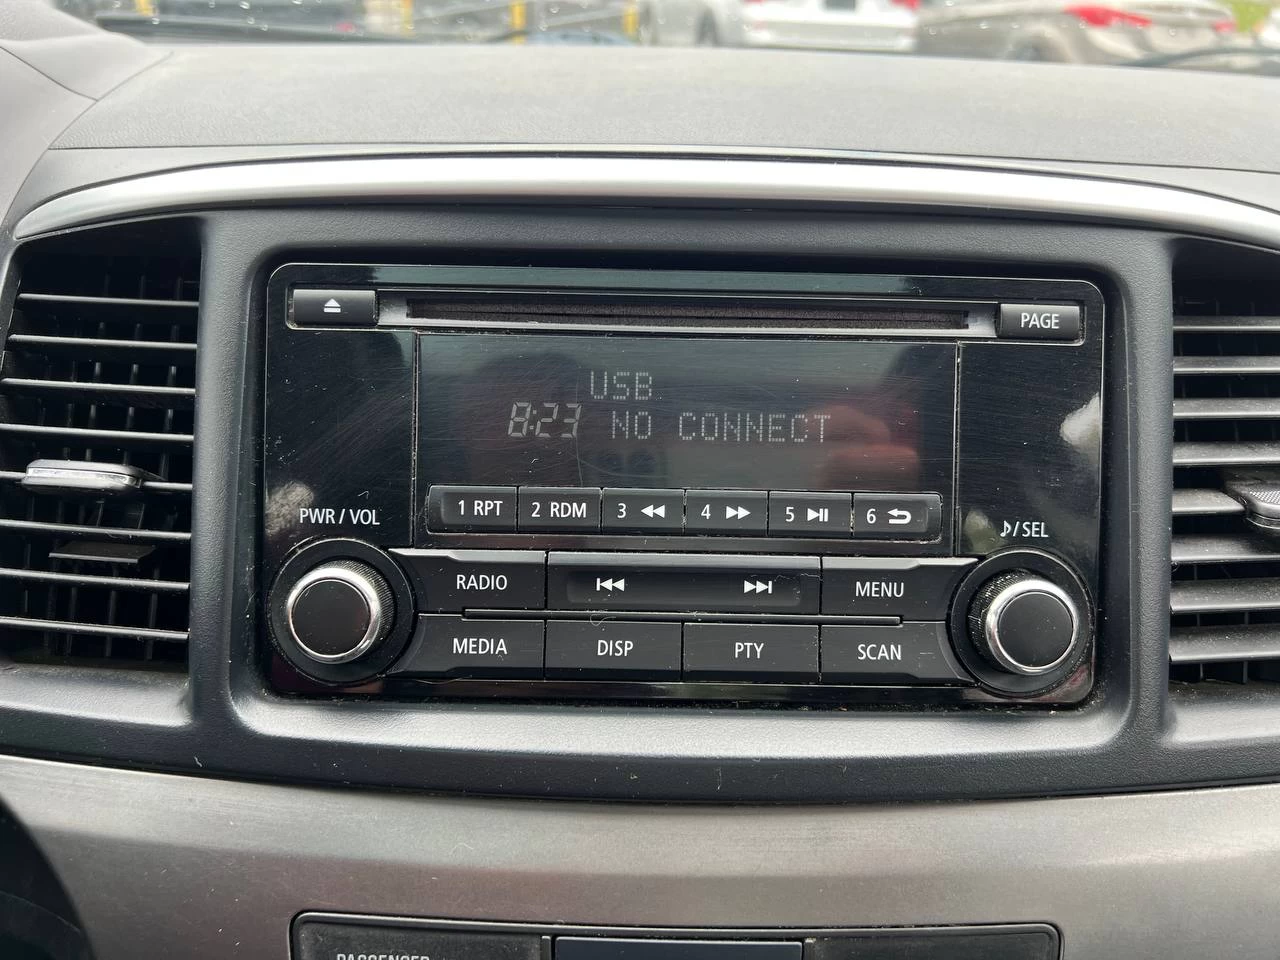 PAGE
USB
8:23 NO CONNECT
PWR / VOL
1 RPT 2 RDM 3 4 5 6
♪/SEL
RADIO MENU
MEDIA DISP PTY SCAN
PASSENGER